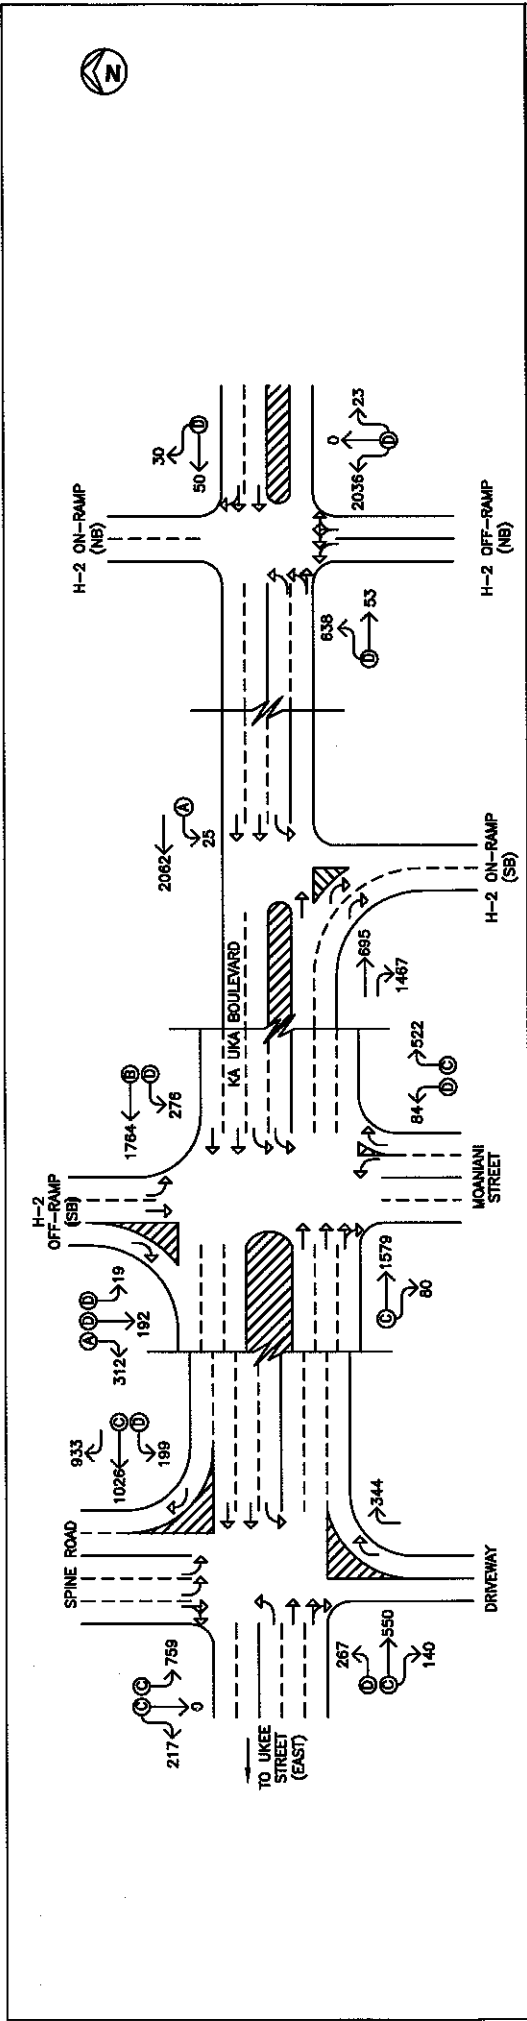 N
SPINE ROAD
933
1026
C
D
199
C
C
759
0
217
TO UKEE
STREET
(EAST)
267
D
C
550
140
344
DRIVEWAY
H-2
OFF-RAMP
(SB)
A
D
D
19
192
312
1764
B
D
276
C
1579
80
522
84
D
C
MOANIANI
STREET
KA UKA BOULEVARD
2062
A
25
695
1467
H-2 ON-RAMP
(SB)
H-2 ON-RAMP
(NB)
30
50
D
638
D
53
0
23
2036
D
H-2 OFF-RAMP
(NB)